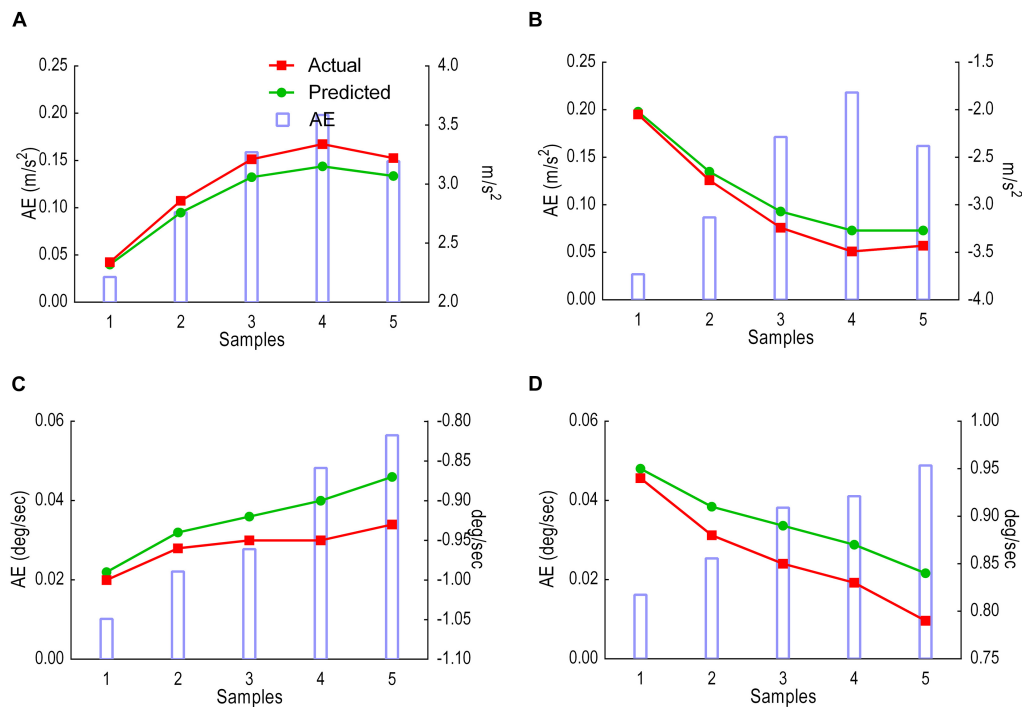 A
0.25
0.20
0.15
0.10
0.05
0.00
AE (m/s²)
Actual
Predicted
AE
4.0
3.5
3.0
2.5
2.0
m/s²
1 2 3 4 5
Samples
B
0.25
0.20
0.15
0.10
0.05
0.00
AE (m/s²)
-1.5
-2.0
-2.5
-3.0
-3.5
-4.0
m/s²
1 2 3 4 5
Samples
C
0.06
0.04
0.02
0.00
AE (deg/sec)
-0.80
-0.85
-0.90
-0.95
-1.00
-1.05
-1.10
deg/sec
1 2 3 4 5
Samples
D
0.06
0.04
0.02
0.00
AE (deg/sec)
1.00
0.95
0.90
0.85
0.80
0.75
deg/sec
1 2 3 4 5
Samples